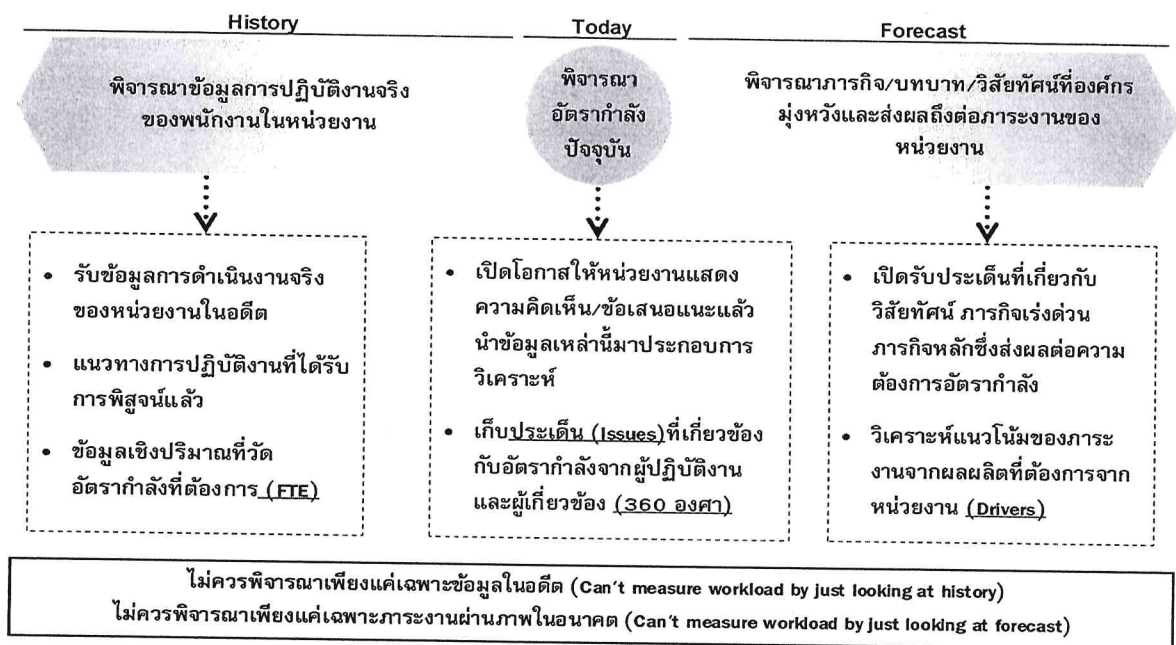 History
Today
Forecast
พิจารณาข้อมูลการปฏิบัติงานจริง
ของพนักงานในหน่วยงาน
พิจารณา
อัตรากำลัง
ปัจจุบัน
พิจารณาภารกิจ/บทบาท/วิสัยทัศน์ที่องค์กร
มุ่งหวังและส่งผลถึงต่อภาระงานของ
หน่วยงาน
• รับข้อมูลการดำเนินงานจริง
ของหน่วยงานในอดีต
• แนวทางการปฏิบัติงานที่ได้รับ
การพิสูจน์แล้ว
• ข้อมูลเชิงปริมาณที่วัด
อัตรากำลังที่ต้องการ (FTE)
• เปิดโอกาสให้หน่วยงานแสดง
ความคิดเห็น/ข้อเสนอแนะแล้ว
นำข้อมูลเหล่านี้มาประกอบการ
วิเคราะห์
• เก็บประเด็น (Issues)ที่เกี่ยวข้อง
กับอัตรากำลังจากผู้ปฏิบัติงาน
และผู้เกี่ยวข้อง (360 องศา)
• เปิดรับประเด็นที่เกี่ยวกับ
วิสัยทัศน์ ภารกิจเร่งด่วน
ภารกิจหลักซึ่งส่งผลต่อความ
ต้องการอัตรากำลัง
• วิเคราะห์แนวโน้มของภาระ
งานจากผลผลิตที่ต้องการจาก
หน่วยงาน (Drivers)
ไม่ควรพิจารณาเพียงแค่เฉพาะข้อมูลในอดีต (Can't measure workload by just looking at history)
ไม่ควรพิจารณาเพียงแค่เฉพาะภาระงานผ่านภาพในอนาคต (Can't measure workload by just looking at forecast)